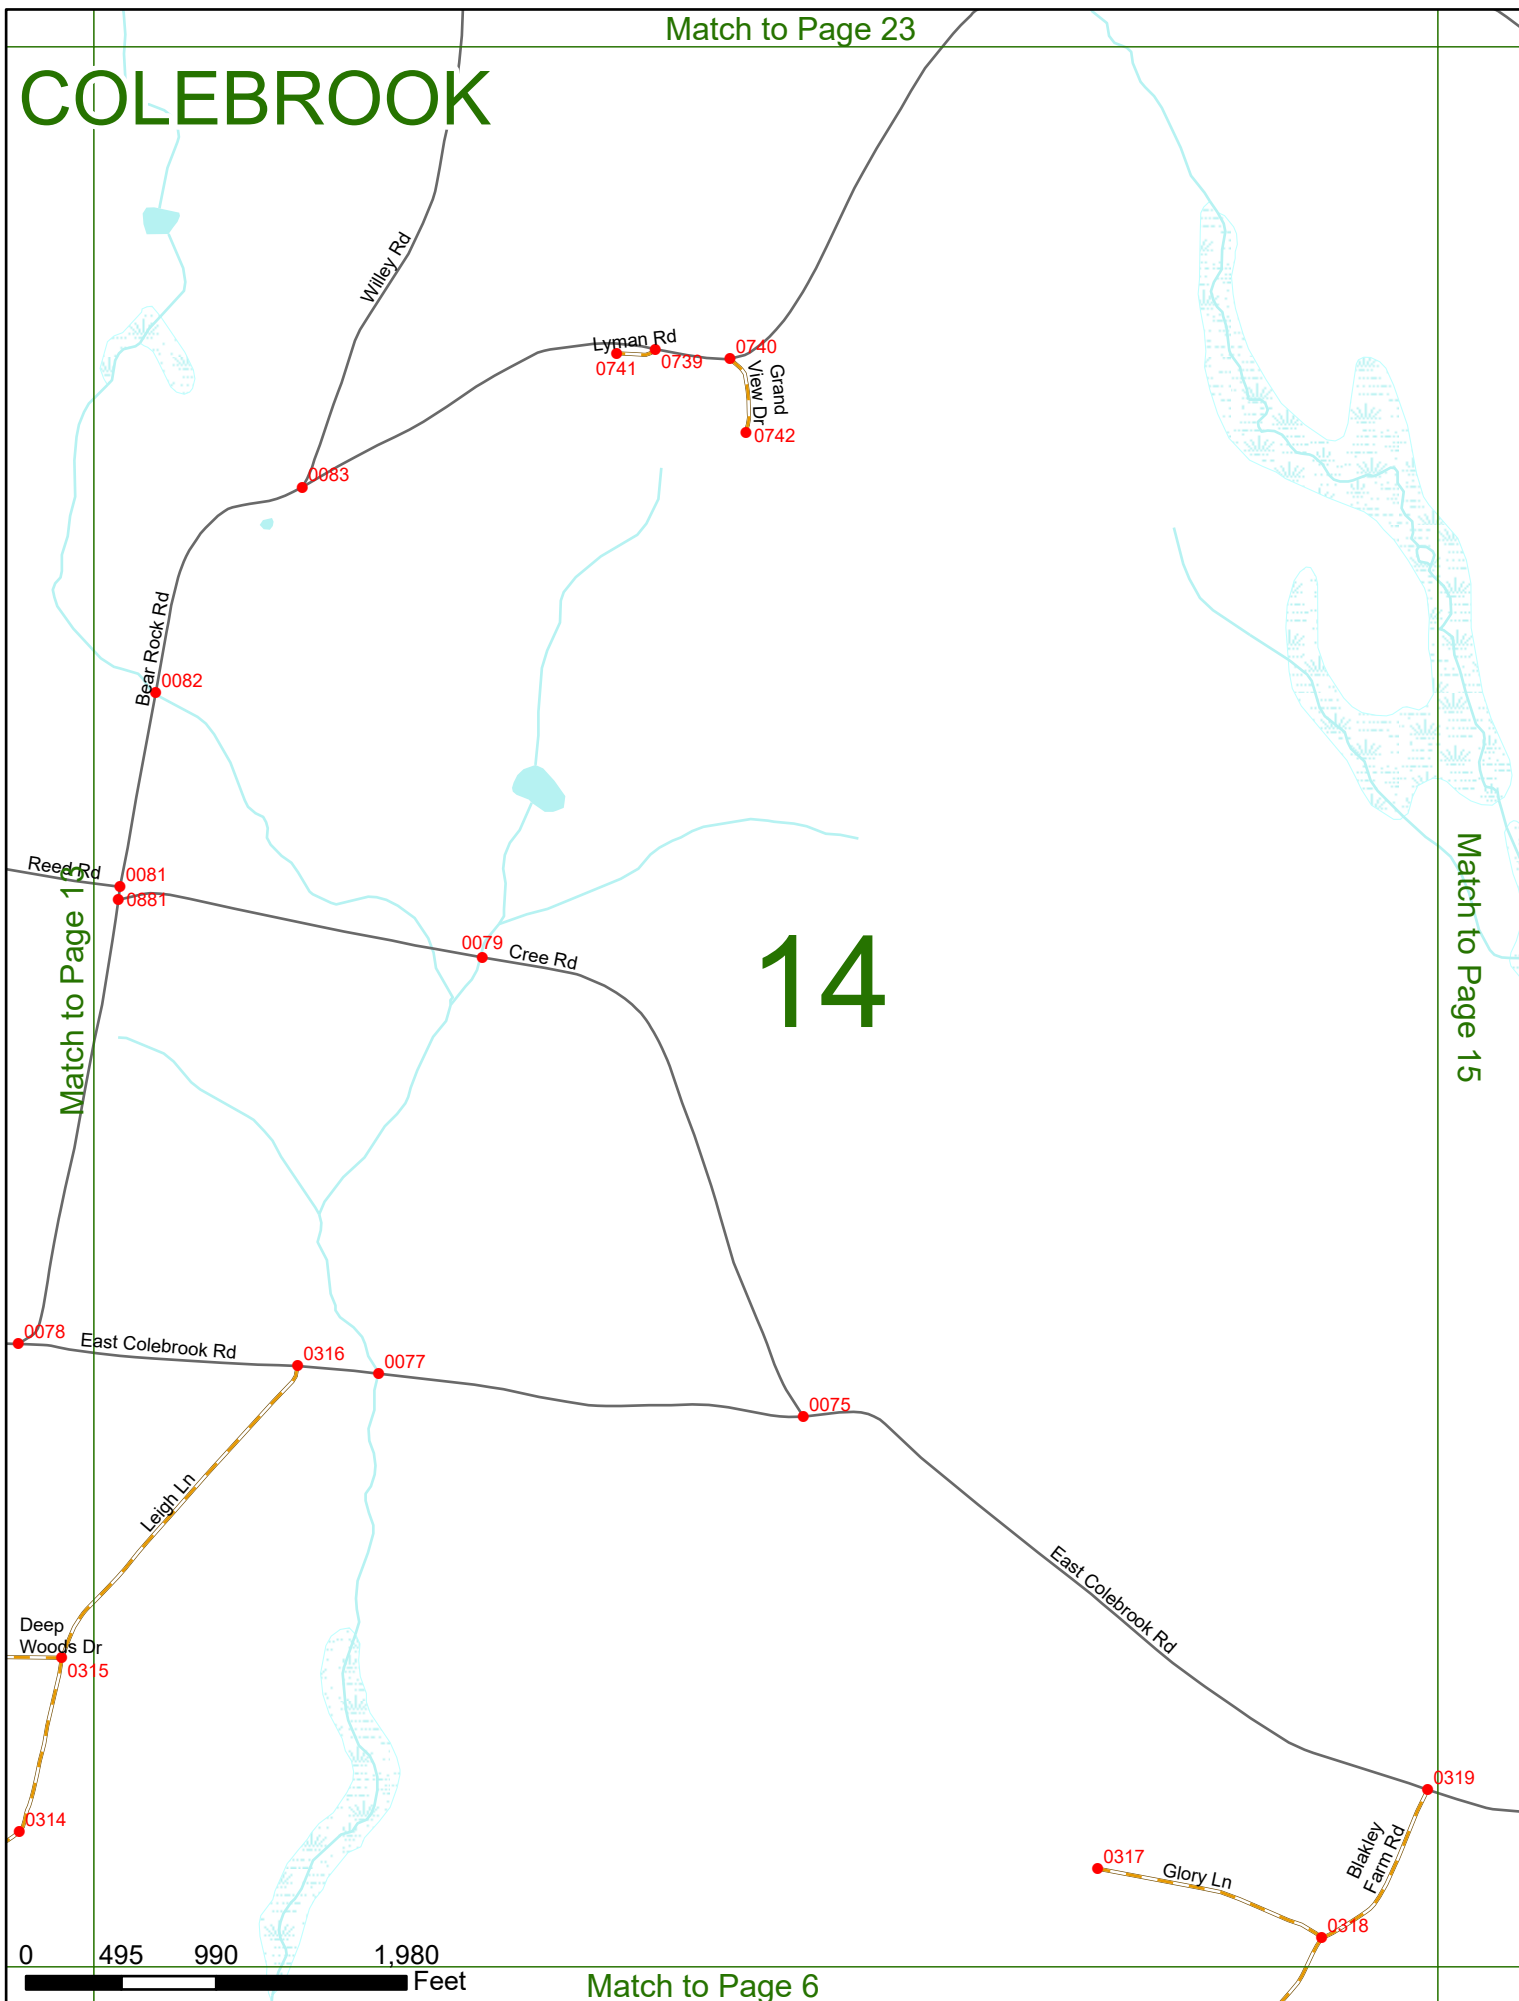 Match to Page 23
COLEBROOK
Willey Rd
Lyman Rd
0741
0739
0740
Grand
View Dr
0742
0083
Bear Rock Rd
0082
Reed Rd
0081
0881
Match to Page 13
0079
Cree Rd
14
Match to Page 15
0078
East Colebrook Rd
0316
0077
0075
Leigh Ln
East Colebrook Rd
Deep
Woods Dr
0315
0314
0319
Blakley
Farm Rd
0317
Glory Ln
0318
0 495 990 1,980
Feet
Match to Page 6